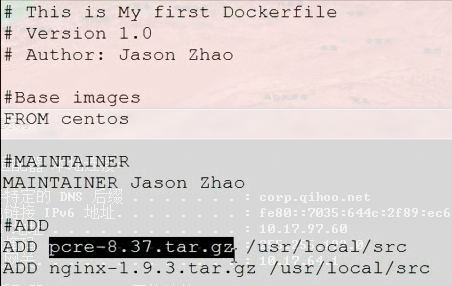 # This is My first Dockerfile
# Version 1.0
# Author: Jason Zhao
#Base images
FROM centos
#MAINTAINER
MAINTAINER Jason Zhao
特定的 DNS 后缀 . . . . . . . : corp.qihoo.net
链接 IPv6 地址. . . . . . . . : fe80::7035:644c:2f89:ec6
#ADD
: 10.17.97.60
ADD pcre-8.37.tar.gz /usr/local/src
: 10.17.64.1
ADD nginx-1.9.3.tar.gz /usr/local/src